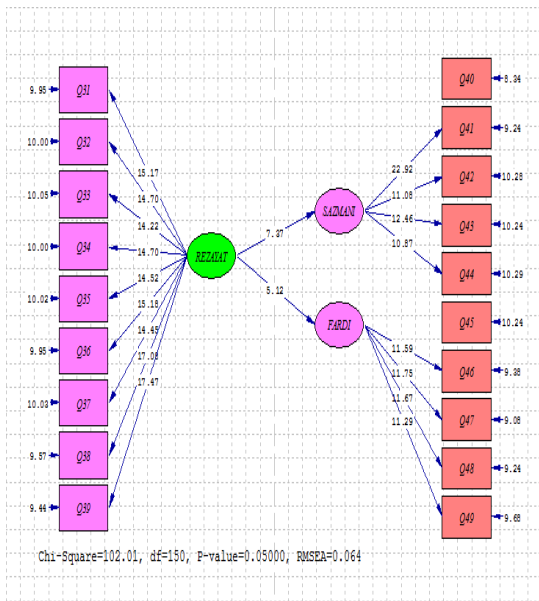 9.95 Q31
10.00 Q32
10.05 Q33
10.00 Q34
10.02 Q35
9.95 Q36
10.03 Q37
9.57 Q38
9.44 Q39
15.17
14.70
14.22
14.70
14.52
15.18
14.45
17.08
17.47
REZAYAT
7.37
5.12
SAZMANI
FARDI
22.92
11.08
12.46
10.87
11.59
11.75
11.67
11.29
Q40 8.34
Q41 9.24
Q42 10.28
Q43 10.24
Q44 10.29
Q45 10.24
Q46 9.38
Q47 9.08
Q48 9.24
Q49 9.68
Chi-Square=102.01, df=150, P-value=0.05000, RMSEA=0.064